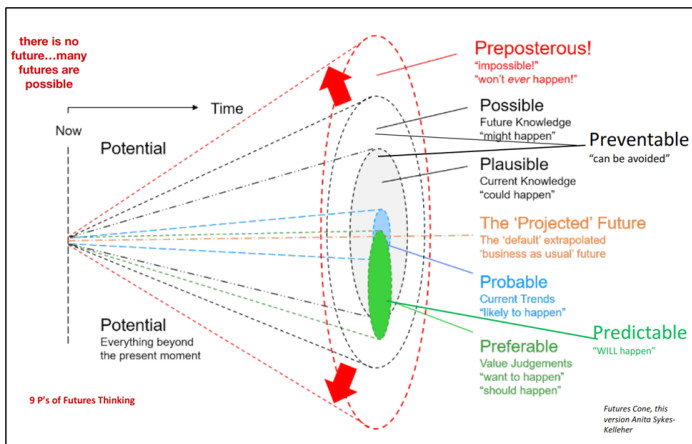 there is no
future...many
futures are
possible
Time
Now
Potential
Potential
Everything beyond
the present moment
9 P's of Futures Thinking
Preposterous!
“impossible!”
“won't ever happen!”
Possible
Future Knowledge
“might happen”
Preventable
“can be avoided”
Plausible
Current Knowledge
“could happen”
The ‘Projected’ Future
The ‘default’ extrapolated
‘business as usual’ future
Probable
Current Trends
“likely to happen”
Predictable
“WILL happen”
Preferable
Value Judgements
“want to happen”
“should happen”
Futures Cone, this
version Anita Sykes-
Kelleher